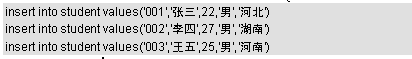 insert into student values('001','张三',22,'男','河北')
insert into student values('002','李四',27,'男','湖南')
insert into student values('003','王五',25,'男','河南')